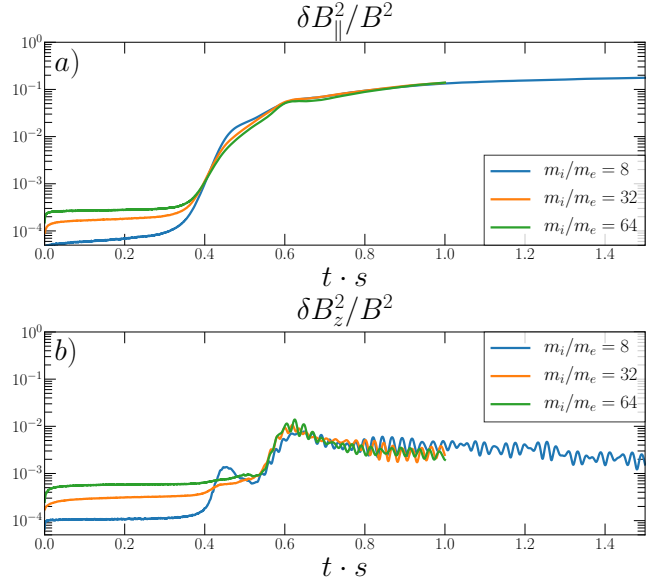 δB∥²/B²
a)
10⁰
10⁻¹
10⁻²
10⁻³
10⁻⁴
mᵢ/mₑ = 8
mᵢ/mₑ = 32
mᵢ/mₑ = 64
0.0 0.2 0.4 0.6 0.8 1.0 1.2 1.4
t · s
δB_z²/B²
b)
10⁰
10⁻¹
10⁻²
10⁻³
10⁻⁴
mᵢ/mₑ = 8
mᵢ/mₑ = 32
mᵢ/mₑ = 64
0.0 0.2 0.4 0.6 0.8 1.0 1.2 1.4
t · s